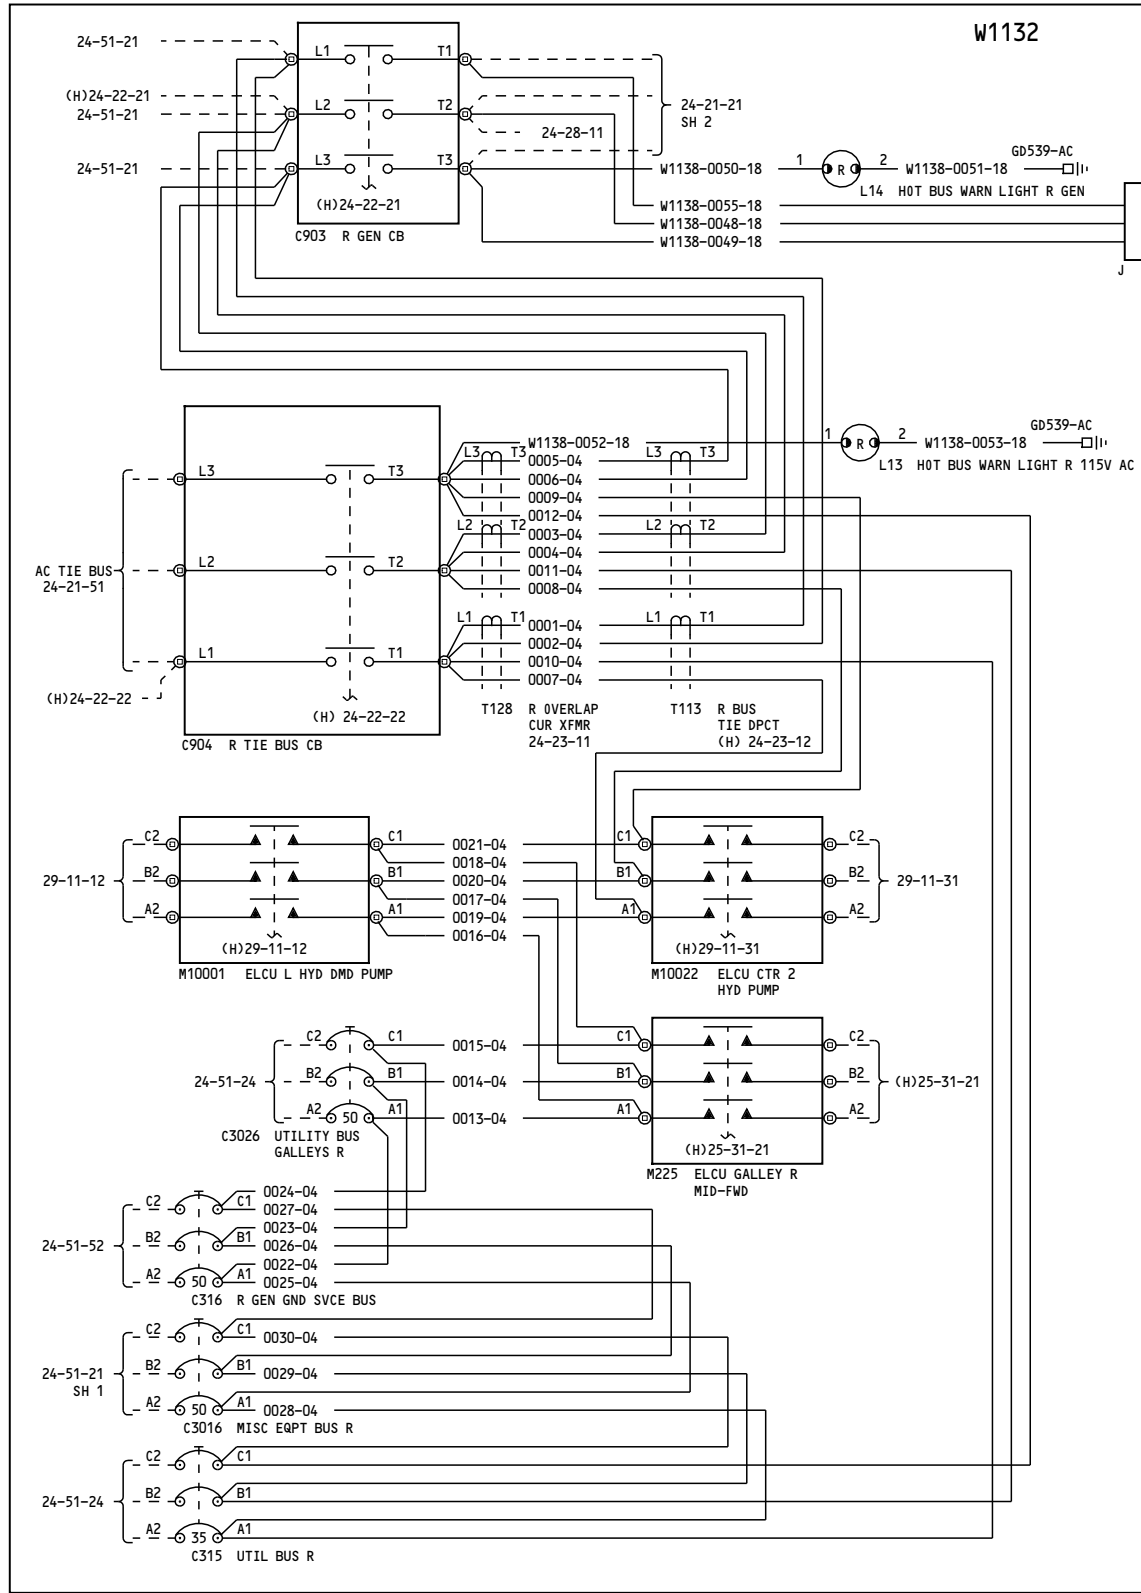 W1132
24-51-21
L1 T1
(H)24-22-21
24-51-21
L2 T2
24-21-21
SH 2
24-28-11
24-51-21
L3 T3
W1138-0050-18
1 R 2
W1138-0051-18
GD539-AC
L14 HOT BUS WARN LIGHT R GEN
(H)24-22-21
W1138-0055-18
W1138-0048-18
W1138-0049-18
C903 R GEN CB
J
W1138-0052-18
1 R 2
W1138-0053-18
GD539-AC
L13 HOT BUS WARN LIGHT R 115V AC
L3 T3 L3 T3 0005-04 L3 T3
0006-04
0009-04
0012-04
L2 T2 0003-04 L2 T2
0004-04
AC TIE BUS
24-21-51
L2 T2
0011-04
0008-04
L1 T1 0001-04 L1 T1
0002-04
L1 T1
0010-04
0007-04
(H)24-22-22
(H) 24-22-22
C904 R TIE BUS CB
T128 R OVERLAP
CUR XFMR
24-23-11
T113 R BUS
TIE DPCT
(H) 24-23-12
C2 C1 0021-04 C1 C2
0018-04
29-11-12
B2 B1 0020-04 B1 B2
29-11-31
0017-04
A2 A1 0019-04 A1 A2
0016-04
(H)29-11-12
(H)29-11-31
M10001 ELCU L HYD DMD PUMP
M10022 ELCU CTR 2
HYD PUMP
C2 C1 0015-04 C1 C2
24-51-24
B2 B1 0014-04 B1 B2
(H)25-31-21
A2 50 A1 0013-04 A1 A2
C3026 UTILITY BUS
GALLEYS R
(H)25-31-21
M225 ELCU GALLEY R
MID-FWD
0024-04
C2 C1 0027-04
0023-04
24-51-52
B2 B1 0026-04
0022-04
A2 50 A1 0025-04
C316 R GEN GND SVCE BUS
C2 C1 0030-04
24-51-21
SH 1
B2 B1 0029-04
A2 50 A1 0028-04
C3016 MISC EQPT BUS R
C2 C1
24-51-24
B2 B1
A2 35 A1
C315 UTIL BUS R